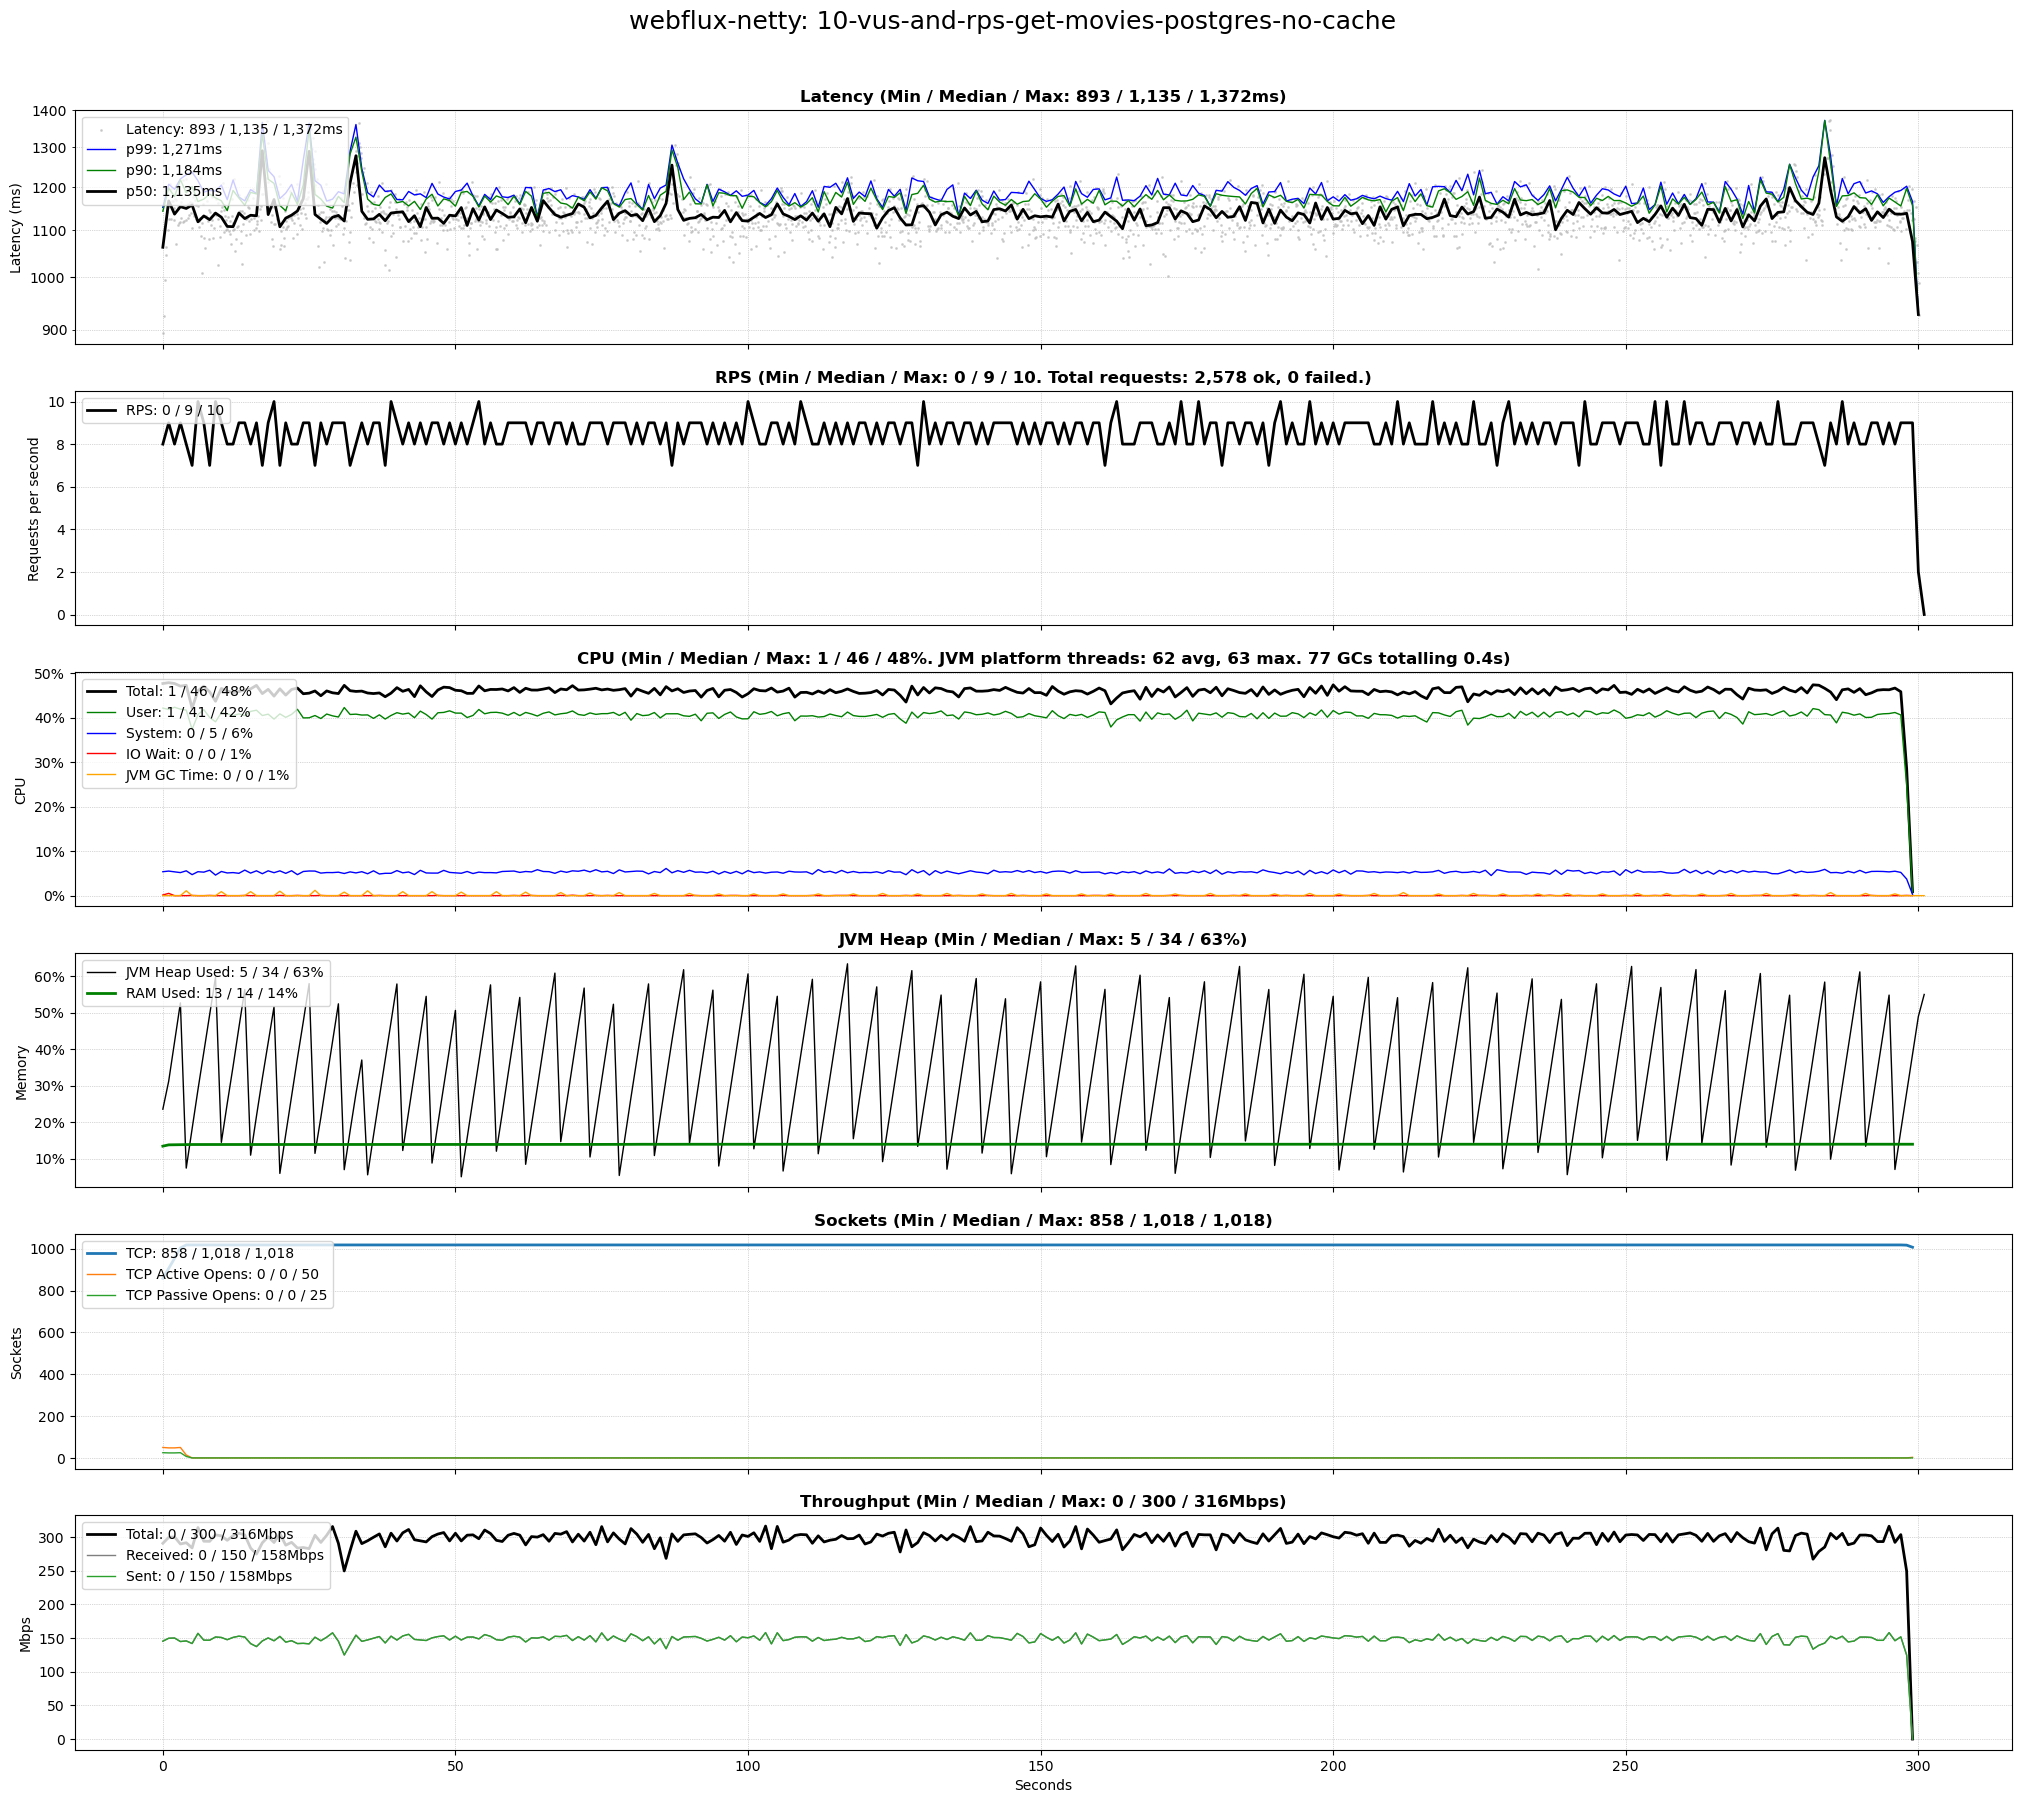 webflux-netty: 10-vus-and-rps-get-movies-postgres-no-cache
Latency (Min / Median / Max: 893 / 1,135 / 1,372ms)
Latency (ms)
1400
1300
1200
1100
1000
900
Latency: 893 / 1,135 / 1,372ms
p99: 1,271ms
p90: 1,184ms
p50: 1,135ms
RPS (Min / Median / Max: 0 / 9 / 10. Total requests: 2,578 ok, 0 failed.)
Requests per second
10
8
6
4
2
0
RPS: 0 / 9 / 10
CPU (Min / Median / Max: 1 / 46 / 48%. JVM platform threads: 62 avg, 63 max. 77 GCs totalling 0.4s)
CPU
50%
40%
30%
20%
10%
0%
Total: 1 / 46 / 48%
User: 1 / 41 / 42%
System: 0 / 5 / 6%
IO Wait: 0 / 0 / 1%
JVM GC Time: 0 / 0 / 1%
JVM Heap (Min / Median / Max: 5 / 34 / 63%)
Memory
60%
50%
40%
30%
20%
10%
JVM Heap Used: 5 / 34 / 63%
RAM Used: 13 / 14 / 14%
Sockets (Min / Median / Max: 858 / 1,018 / 1,018)
Sockets
1000
800
600
400
200
0
TCP: 858 / 1,018 / 1,018
TCP Active Opens: 0 / 0 / 50
TCP Passive Opens: 0 / 0 / 25
Throughput (Min / Median / Max: 0 / 300 / 316Mbps)
Mbps
300
250
200
150
100
50
0
Total: 0 / 300 / 316Mbps
Received: 0 / 150 / 158Mbps
Sent: 0 / 150 / 158Mbps
0 50 100 150 200 250 300
Seconds